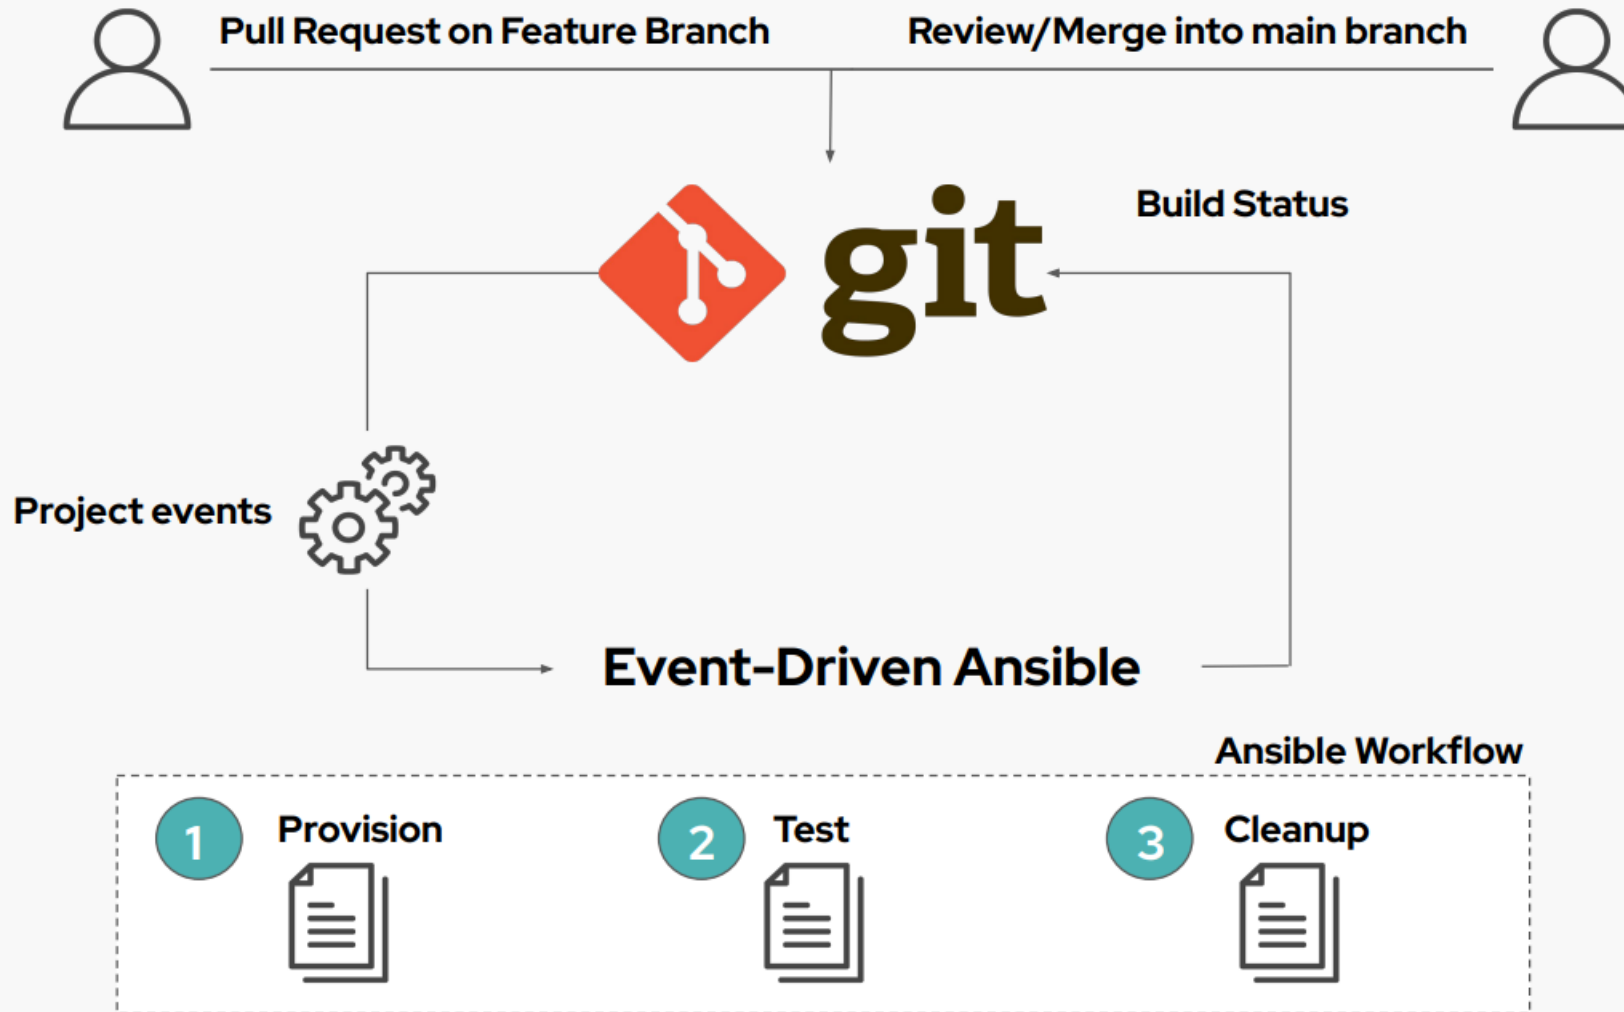 Pull Request on Feature Branch
Review/Merge into main branch
git
Build Status
Project events
Event-Driven Ansible
Ansible Workflow
1 Provision
2 Test
3 Cleanup